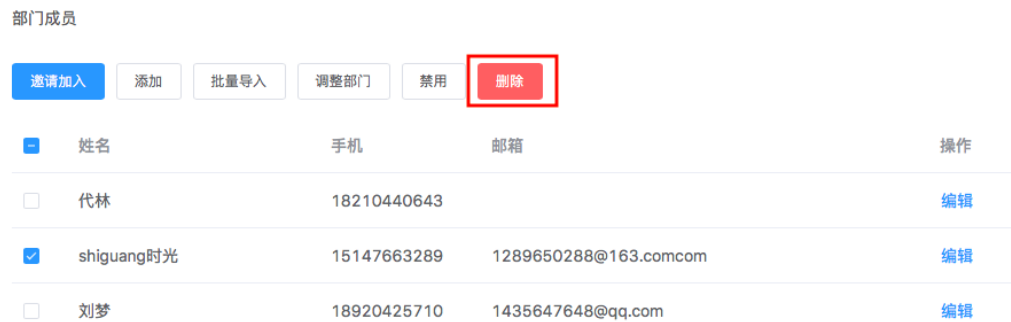 部门成员
邀请加入 添加 批量导入 调整部门 禁用 删除
姓名 手机 邮箱 操作
代林 18210440643 编辑
shiguang时光 15147663289 1289650288@163.comcom 编辑
刘梦 18920425710 1435647648@qq.com 编辑